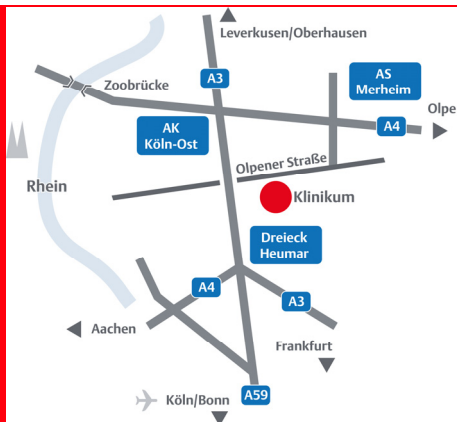 Leverkusen/Oberhausen
A3
AS
Merheim
Zoobrücke
Olpe
A4
AK
Köln-Ost
Olpener Straße
Rhein
Klinikum
Dreieck
Heumar
A4
A3
Aachen
Frankfurt
A59
Köln/Bonn